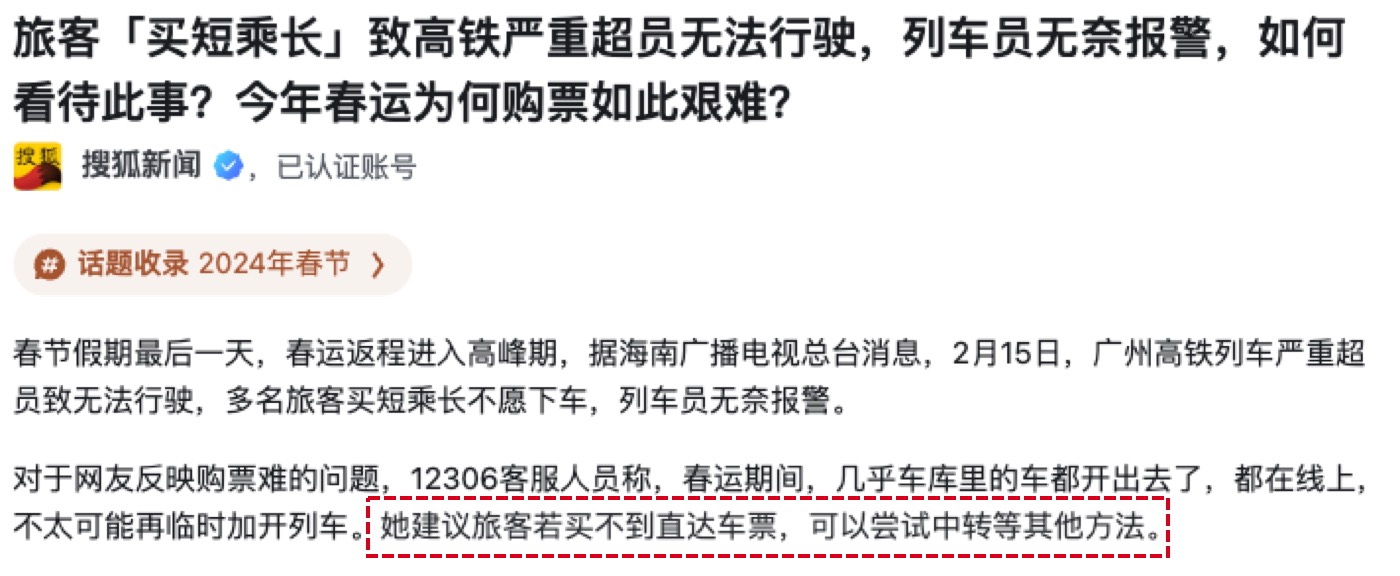 旅客「买短乘长」致高铁严重超员无法行驶，列车员无奈报警，如何
看待此事？今年春运为何购票如此艰难？
搜狐
搜狐新闻，已认证账号
# 话题收录 2024年春节 》
春节假期最后一天，春运返程进入高峰期，据海南广播电视总台消息，2月15日，广州高铁列车严重超
员致无法行驶，多名旅客买短乘长不愿下车，列车员无奈报警。
对于网友反映购票难的问题，12306客服人员称，春运期间，几乎车库里的车都开出去了，都在线上，
不太可能再临时加开列车。她建议旅客若买不到直达车票，可以尝试中转等其他方法。